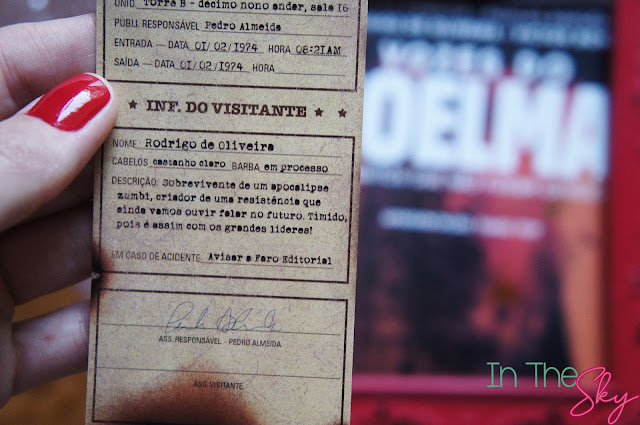 UNID. Torra B - décimo nono andar, sala 16
PUBLI. RESPONSÁVEL Pedro Almeida
ENTRADA — DATA 01/02/1974 HORA 08:21AM
SAÍDA — DATA 01/02/1974 HORA
★ ★ INF. DO VISITANTE ★ ★
NOME Rodrigo de Oliveira
CABELOS castanho claro BARBA em processo
DESCRIÇÃO: Sobrevivente de um apocalipse
zumbi, criador de uma resistência que
ainda vamos ouvir falar no futuro. Tímido,
pois é assim com os grandes líderes!
EM CASO DE ACIDENTE Avisar a Faro Editorial
ASS. RESPONSÁVEL - PEDRO ALMEIDA
ASS. VISITANTE
VOZES DO
OELMA
In The
Sky